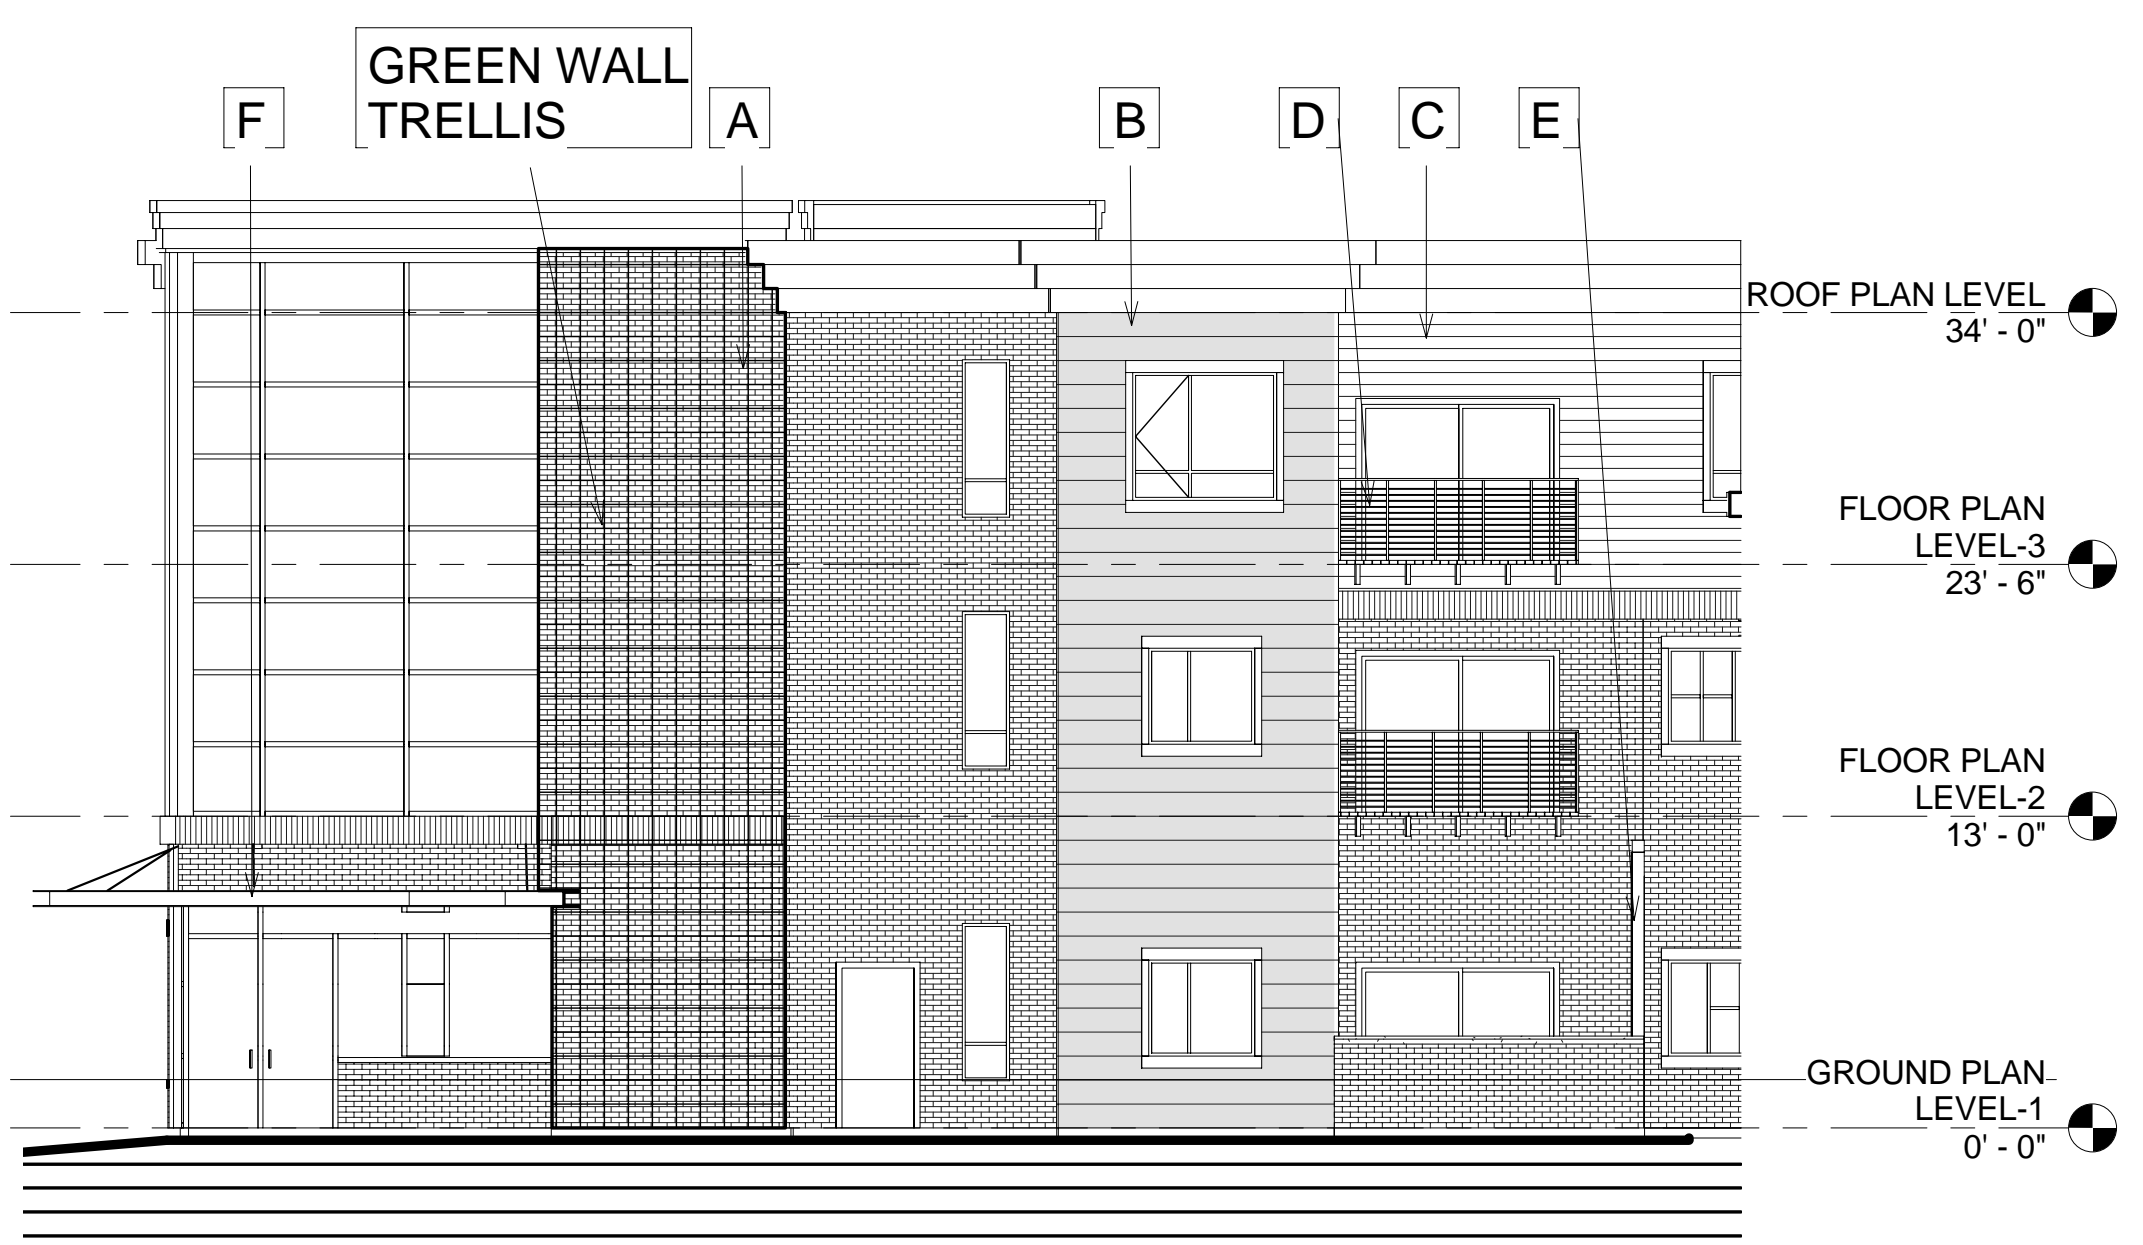 GREEN WALL
TRELLIS
F
A
B
D
C
E
ROOF PLAN LEVEL
34' - 0"
FLOOR PLAN
LEVEL-3
23' - 6"
FLOOR PLAN
LEVEL-2
13' - 0"
GROUND PLAN
LEVEL-1
0' - 0"